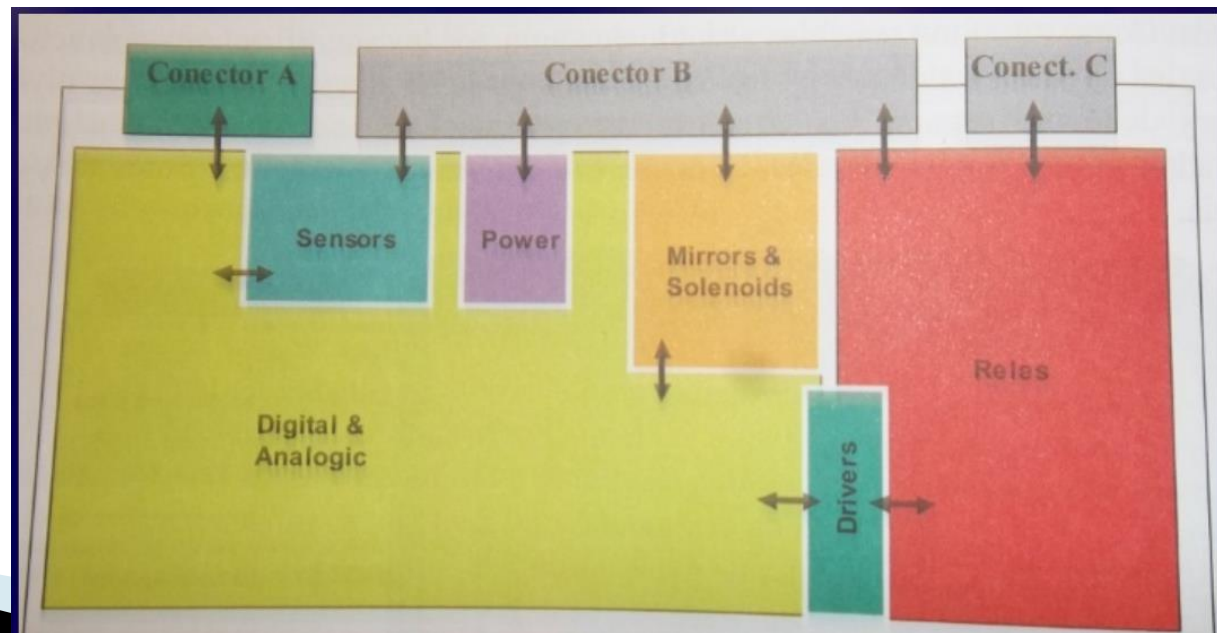 Conector A
Conector B
Conect. C
Sensors
Power
Mirrors &
Solenoids
Reles
Digital &
Analogic
Drivers